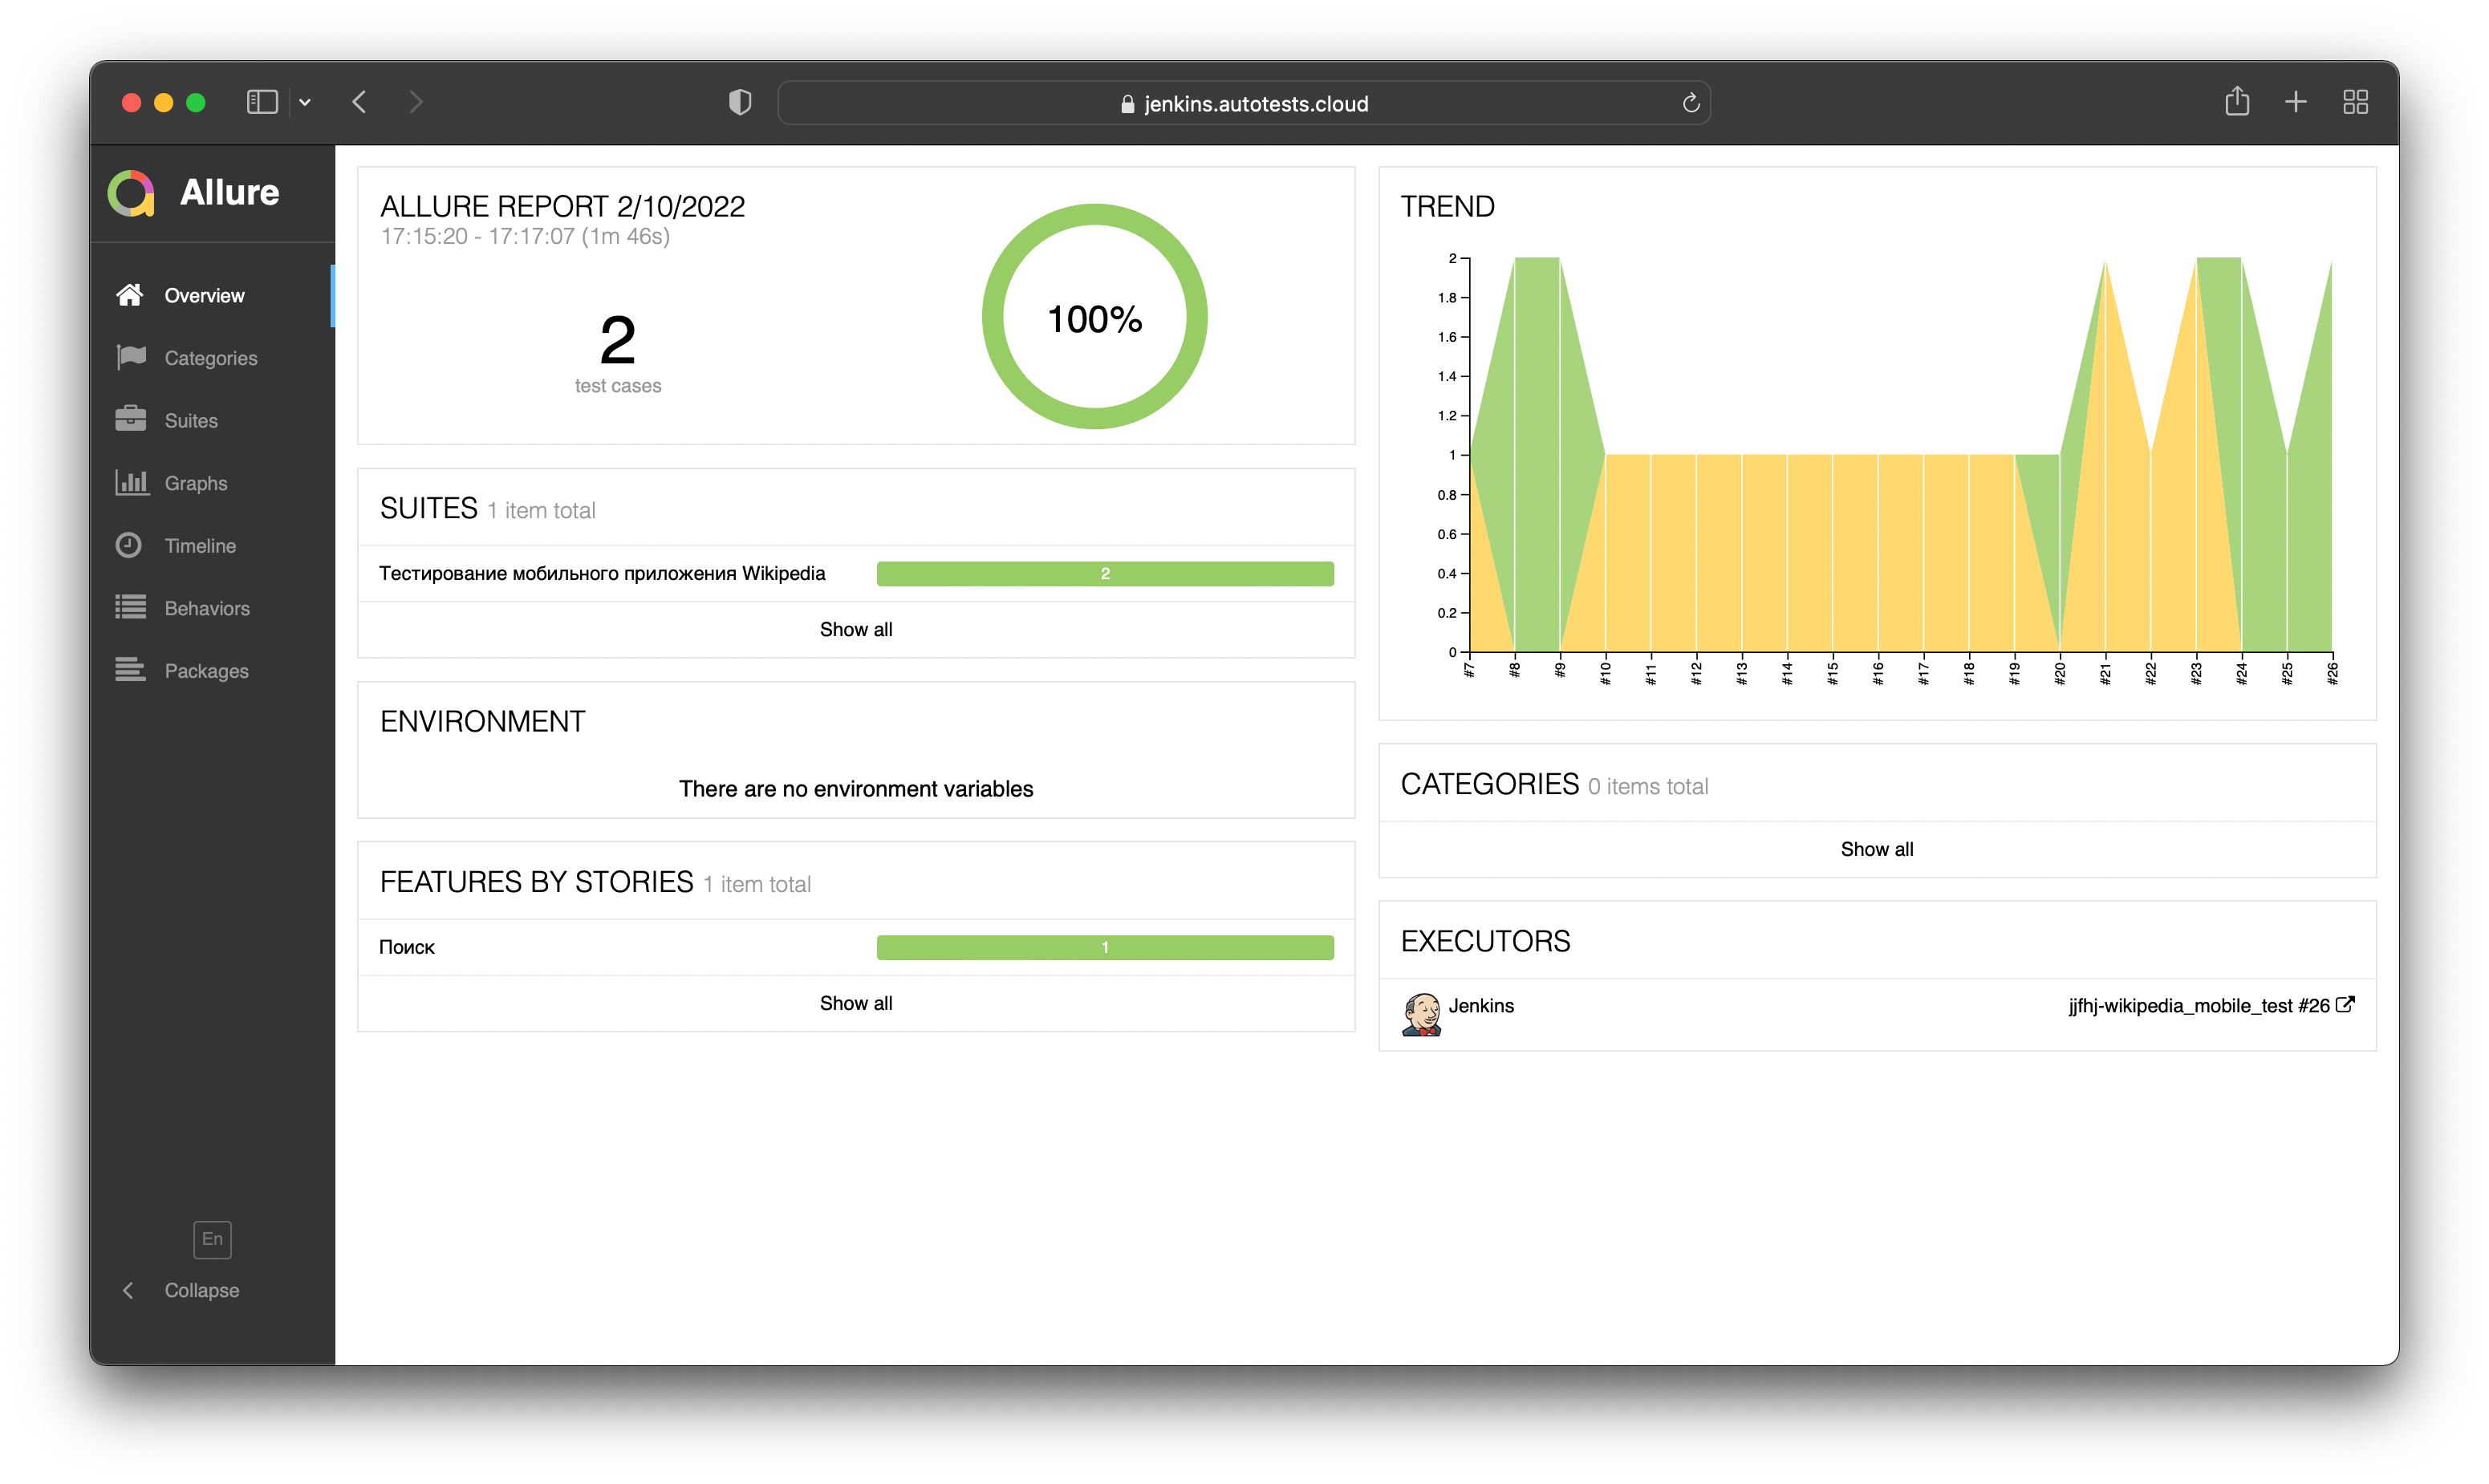 jenkins.autotests.cloud
Allure
Overview
Categories
Suites
Graphs
Timeline
Behaviors
Packages
En
Collapse
ALLURE REPORT 2/10/2022
17:15:20 - 17:17:07 (1m 46s)
2
test cases
100%
SUITES 1 item total
Тестирование мобильного приложения Wikipedia 2
Show all
ENVIRONMENT
There are no environment variables
FEATURES BY STORIES 1 item total
Поиск 1
Show all
TREND
2
1.8
1.6
1.4
1.2
1
0.8
0.6
0.4
0.2
0
#7 #8 #9 #10 #11 #12 #13 #14 #15 #16 #17 #18 #19 #20 #21 #22 #23 #24 #25 #26
CATEGORIES 0 items total
Show all
EXECUTORS
Jenkins jjfhj-wikipedia_mobile_test #26